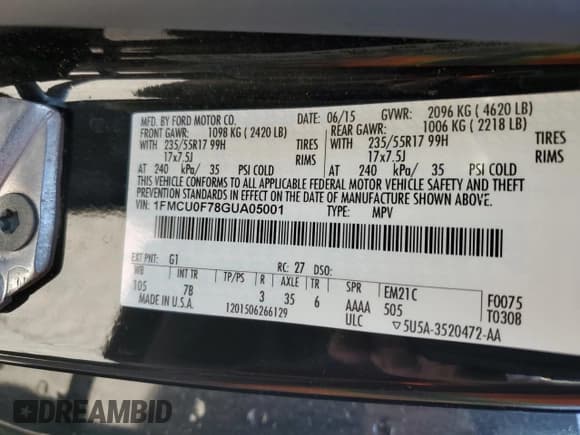 MFD. BY FORD MOTOR CO. DATE: 06/15 GVWR: 2096 KG ( 4620 LB)
FRONT GAWR: 1098 KG ( 2420 LB) REAR GAWR: 1006 KG ( 2218 LB)
WITH 235/55R17 99H TIRES WITH 235/55R17 99H TIRES
17x7.5J RIMS 17x7.5J RIMS
AT 240 kPa/ 35 PSI COLD AT 240 kPa/ 35 PSI COLD
THIS VEHICLE CONFORMS TO ALL APPLICABLE FEDERAL MOTOR VEHICLE SAFETY AND THEFT
PREVENTION STANDARDS IN EFFECT ON THE DATE OF MANUFACTURE SHOWN ABOVE.
VIN: 1FMCU0F78GUA05001 TYPE: MPV
EXT PNT: G1 RC: 27 DSO:
WB INT TR TP/PS R AXLE TR SPR EM21C F0075
105 7B 3 35 6 AAAA 505 T0308
MADE IN U.S.A. 1201506266129 ULC ▽5U5A-3520472-AA
DREAMBID